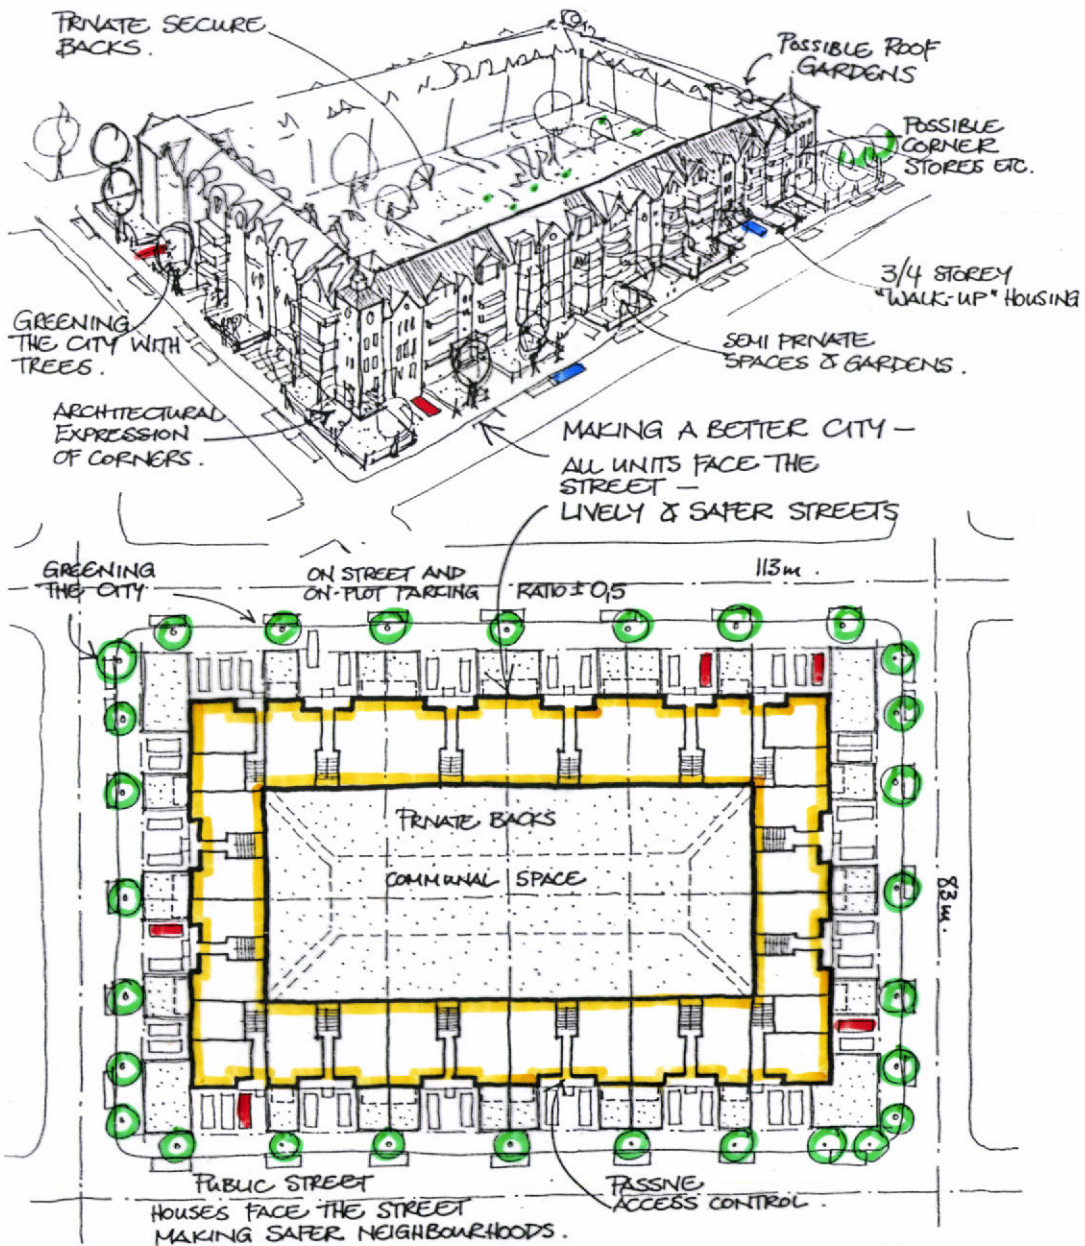 PRIVATE SECURE
BACKS.
POSSIBLE ROOF
GARDENS
POSSIBLE
CORNER
STORES ETC.
3/4 STOREY
"WALK-UP" HOUSING
GREENING
THE CITY WITH
TREES.
SEMI PRIVATE
SPACES & GARDENS.
ARCHITECTURAL
EXPRESSION
OF CORNERS.
MAKING A BETTER CITY —
ALL UNITS FACE THE
STREET —
LIVELY & SAFER STREETS
GREENING
THE CITY
ON STREET AND
ON-PLOT PARKING RATIO ± 0,5
113m.
PRIVATE BACKS
COMMUNAL SPACE
83m.
PUBLIC STREET
HOUSES FACE THE STREET
MAKING SAFER NEIGHBOURHOODS.
PASSIVE
ACCESS CONTROL.